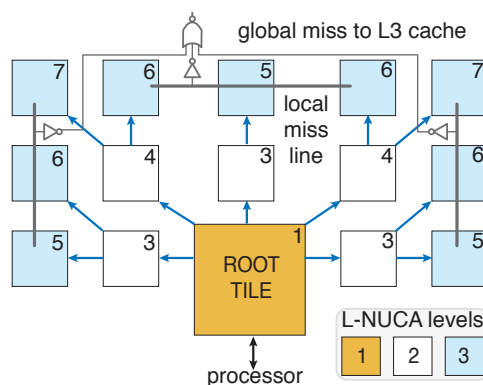 global miss to L3 cache
7 6 5 6 7
local
miss
line
6 4 3 4 6
5 3 1 3 5
ROOT
TILE
L-NUCA levels
1 2 3
processor